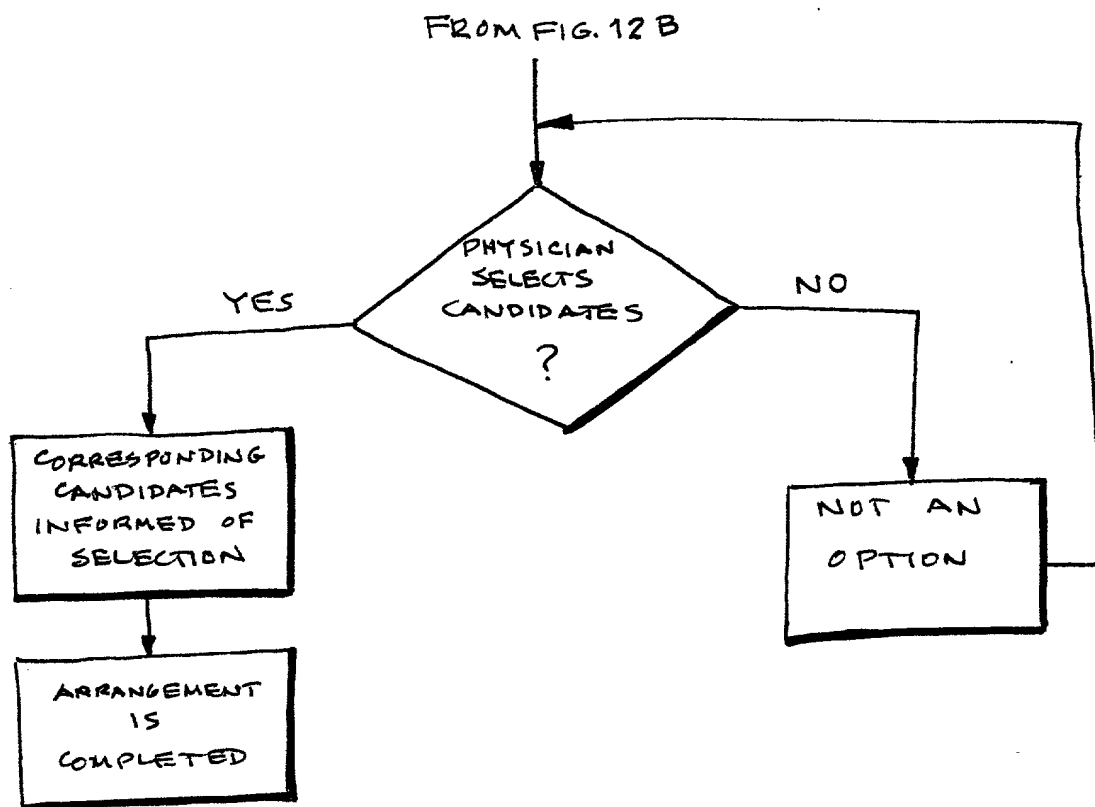 FROM FIG. 12 B
PHYSICIAN
SELECTS
CANDIDATES
?
YES
NO
CORRESPONDING
CANDIDATES
INFORMED OF
SELECTION
NOT AN
OPTION
ARRANGEMENT
IS
COMPLETED